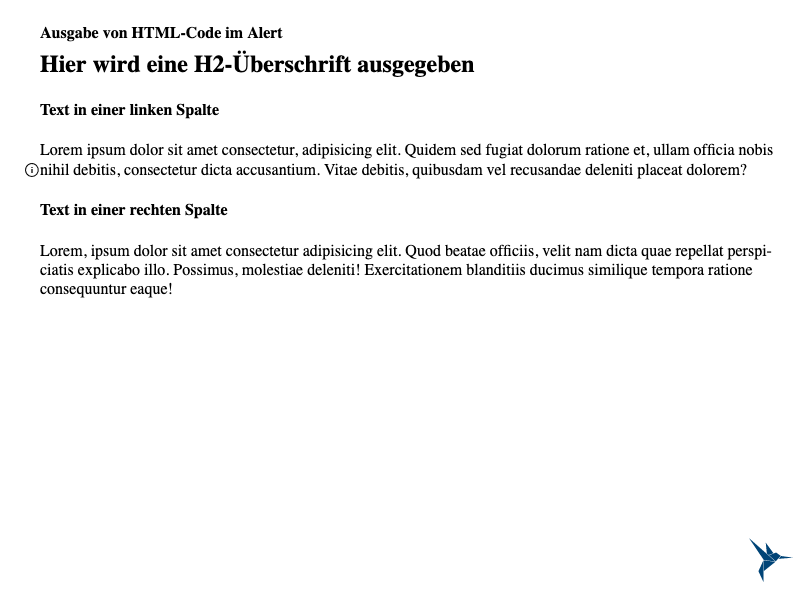 Ausgabe von HTML-Code im Alert
Hier wird eine H2-Überschrift ausgegeben
Text in einer linken Spalte
Lorem ipsum dolor sit amet consectetur, adipisicing elit. Quidem sed fugiat dolorum ratione et, ullam officia nobis
nihil debitis, consectetur dicta accusantium. Vitae debitis, quibusdam vel recusandae deleniti placeat dolorem?
Text in einer rechten Spalte
Lorem, ipsum dolor sit amet consectetur adipisicing elit. Quod beatae officiis, velit nam dicta quae repellat perspi-
ciatis explicabo illo. Possimus, molestiae deleniti! Exercitationem blanditiis ducimus similique tempora ratione
consequuntur eaque!